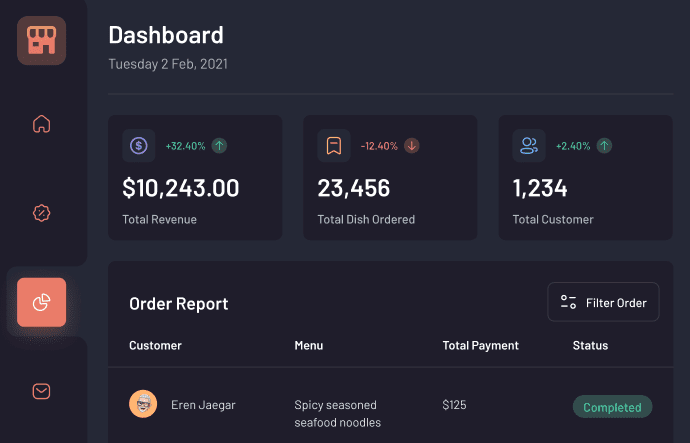 Dashboard
Tuesday 2 Feb, 2021
+32.40%
$10,243.00
Total Revenue
-12.40%
23,456
Total Dish Ordered
+2.40%
1,234
Total Customer
Order Report
Filter Order
Customer Menu Total Payment Status
Eren Jaegar Spicy seasoned $125 Completed
seafood noodles